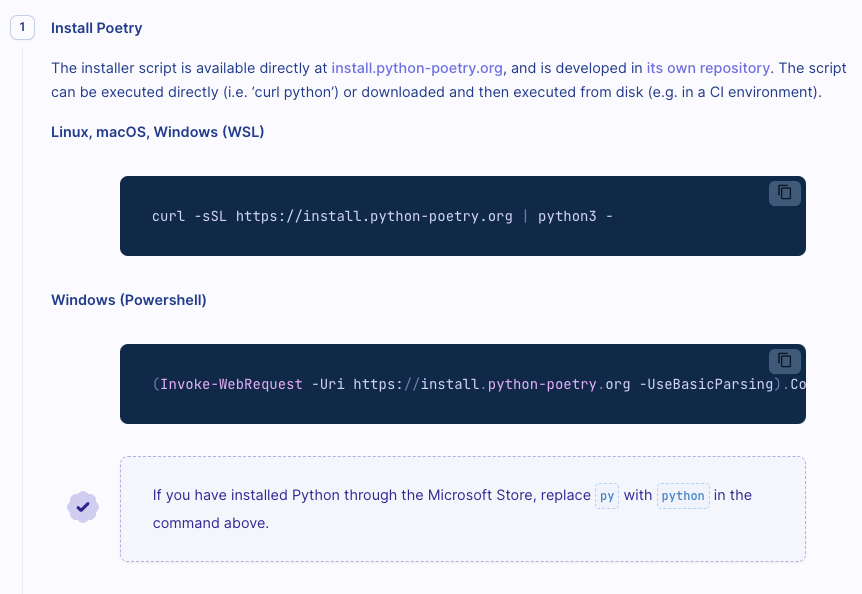 1 Install Poetry
The installer script is available directly at install.python-poetry.org, and is developed in its own repository. The script
can be executed directly (i.e. ‘curl python’) or downloaded and then executed from disk (e.g. in a CI environment).
Linux, macOS, Windows (WSL)
curl -sSL https://install.python-poetry.org | python3 -
Windows (Powershell)
(Invoke-WebRequest -Uri https://install.python-poetry.org -UseBasicParsing).Co
If you have installed Python through the Microsoft Store, replace py with python in the
command above.